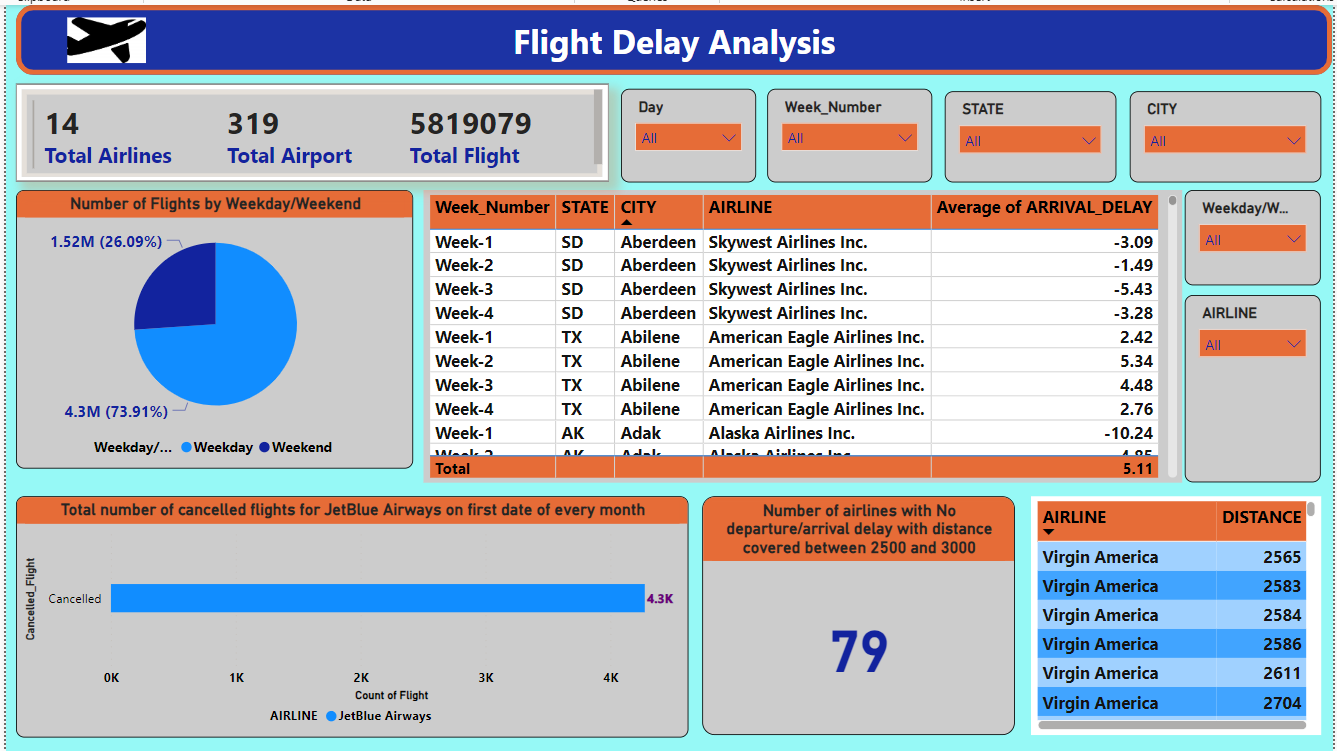 Flight Delay Analysis
14
Total Airlines
319
Total Airport
5819079
Total Flight
Day
All
Week_Number
All
STATE
All
CITY
All
Number of Flights by Weekday/Weekend
1.52M (26.09%)
4.3M (73.91%)
Weekday/... Weekday Weekend
Week_Number STATE CITY AIRLINE Average of ARRIVAL_DELAY
Week-1 SD Aberdeen Skywest Airlines Inc. -3.09
Week-2 SD Aberdeen Skywest Airlines Inc. -1.49
Week-3 SD Aberdeen Skywest Airlines Inc. -5.43
Week-4 SD Aberdeen Skywest Airlines Inc. -3.28
Week-1 TX Abilene American Eagle Airlines Inc. 2.42
Week-2 TX Abilene American Eagle Airlines Inc. 5.34
Week-3 TX Abilene American Eagle Airlines Inc. 4.48
Week-4 TX Abilene American Eagle Airlines Inc. 2.76
Week-1 AK Adak Alaska Airlines Inc. -10.24
Week-2 AK Adak Alaska Airlines Inc.
Total 5.11
Weekday/W...
All
AIRLINE
All
Total number of cancelled flights for JetBlue Airways on first date of every month
Cancelled_Flight
Cancelled
4.3K
0K 1K 2K 3K 4K
Count of Flight
AIRLINE JetBlue Airways
Number of airlines with No
departure/arrival delay with distance
covered between 2500 and 3000
79
AIRLINE DISTANCE
Virgin America 2565
Virgin America 2583
Virgin America 2584
Virgin America 2586
Virgin America 2611
Virgin America 2704